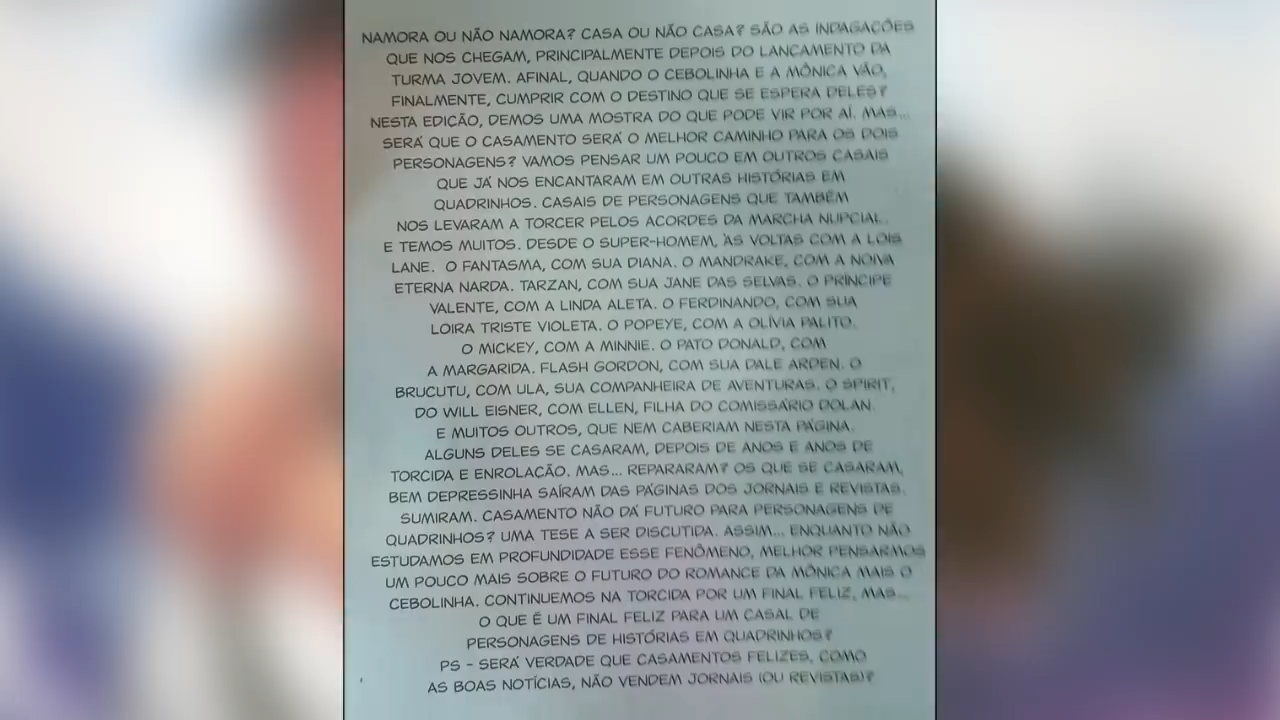 NAMORA OU NÃO NAMORA? CASA OU NÃO CASA? SÃO AS INDAGAÇÕES
QUE NOS CHEGAM, PRINCIPALMENTE DEPOIS DO LANÇAMENTO DA
TURMA JOVEM. AFINAL, QUANDO O CEBOLINHA E A MÔNICA VÃO,
FINALMENTE, CUMPRIR COM O DESTINO QUE SE ESPERA DELES?
NESTA EDIÇÃO, DEMOS UMA MOSTRA DO QUE PODE VIR POR AÍ. MAS...
SERÁ QUE O CASAMENTO SERÁ O MELHOR CAMINHO PARA OS DOIS
PERSONAGENS? VAMOS PENSAR UM POUCO EM OUTROS CASAIS
QUE JÁ NOS ENCANTARAM EM OUTRAS HISTÓRIAS EM
QUADRINHOS. CASAIS DE PERSONAGENS QUE TAMBÉM
NOS LEVARAM A TORCER PELOS ACORDES DA MARCHA NUPCIAL.
E TEMOS MUITOS. DESDE O SUPER-HOMEM, ÀS VOLTAS COM A LOIS
LANE. O FANTASMA, COM SUA DIANA. O MANDRAKE, COM A NOIVA
ETERNA NARDA. TARZAN, COM SUA JANE DAS SELVAS. O PRÍNCIPE
VALENTE, COM A LINDA ALETA. O FERDINANDO, COM SUA
LOIRA TRISTE VIOLETA. O POPEYE, COM A OLÍVIA PALITO.
O MICKEY, COM A MINNIE. O PATO DONALD, COM
A MARGARIDA. FLASH GORDON, COM SUA DALE ARDEN. O
BRUCUTU, COM ULA, SUA COMPANHEIRA DE AVENTURAS. O SPIRIT,
DO WILL EISNER, COM ELLEN, FILHA DO COMISSÁRIO DOLAN.
E MUITOS OUTROS, QUE NEM CABERIAM NESTA PÁGINA.
ALGUNS DELES SE CASARAM, DEPOIS DE ANOS E ANOS DE
TORCIDA E ENROLAÇÃO. MAS... REPARARAM? OS QUE SE CASARAM,
BEM DEPRESSINHA SAÍRAM DAS PÁGINAS DOS JORNAIS E REVISTAS.
SUMIRAM. CASAMENTO NÃO DÁ FUTURO PARA PERSONAGENS DE
QUADRINHOS? UMA TESE A SER DISCUTIDA. ASSIM... ENQUANTO NÃO
ESTUDAMOS EM PROFUNDIDADE ESSE FENÔMENO, MELHOR PENSARMOS
UM POUCO MAIS SOBRE O FUTURO DO ROMANCE DA MÔNICA MAIS O
CEBOLINHA. CONTINUEMOS NA TORCIDA POR UM FINAL FELIZ, MAS...
O QUE É UM FINAL FELIZ PARA UM CASAL DE
PERSONAGENS DE HISTÓRIAS EM QUADRINHOS?
PS - SERÁ VERDADE QUE CASAMENTOS FELIZES, COMO
AS BOAS NOTÍCIAS, NÃO VENDEM JORNAIS (OU REVISTAS)?